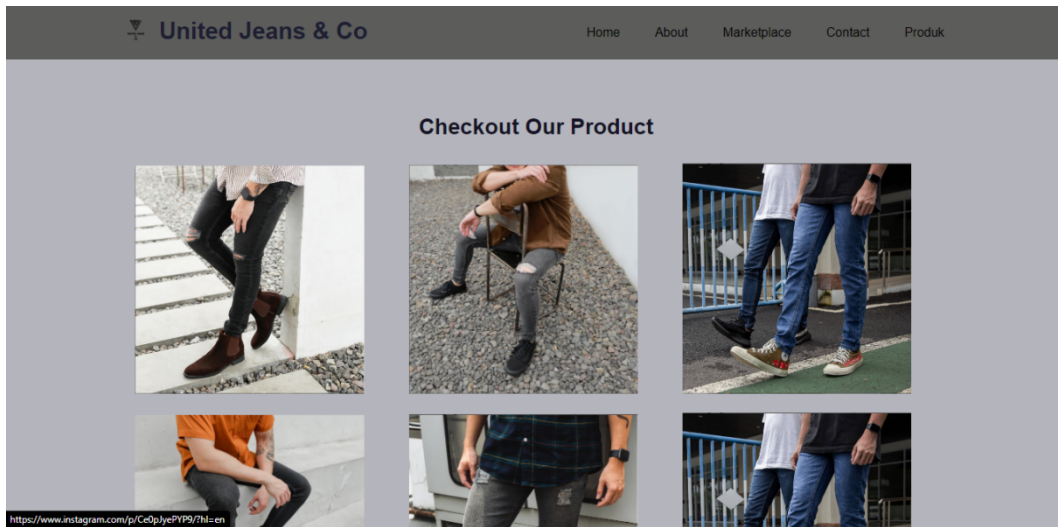 United Jeans & Co
Home About Marketplace Contact Produk
Checkout Our Product
https://www.instagram.com/p/Ce0pJyePYP9/?hl=en